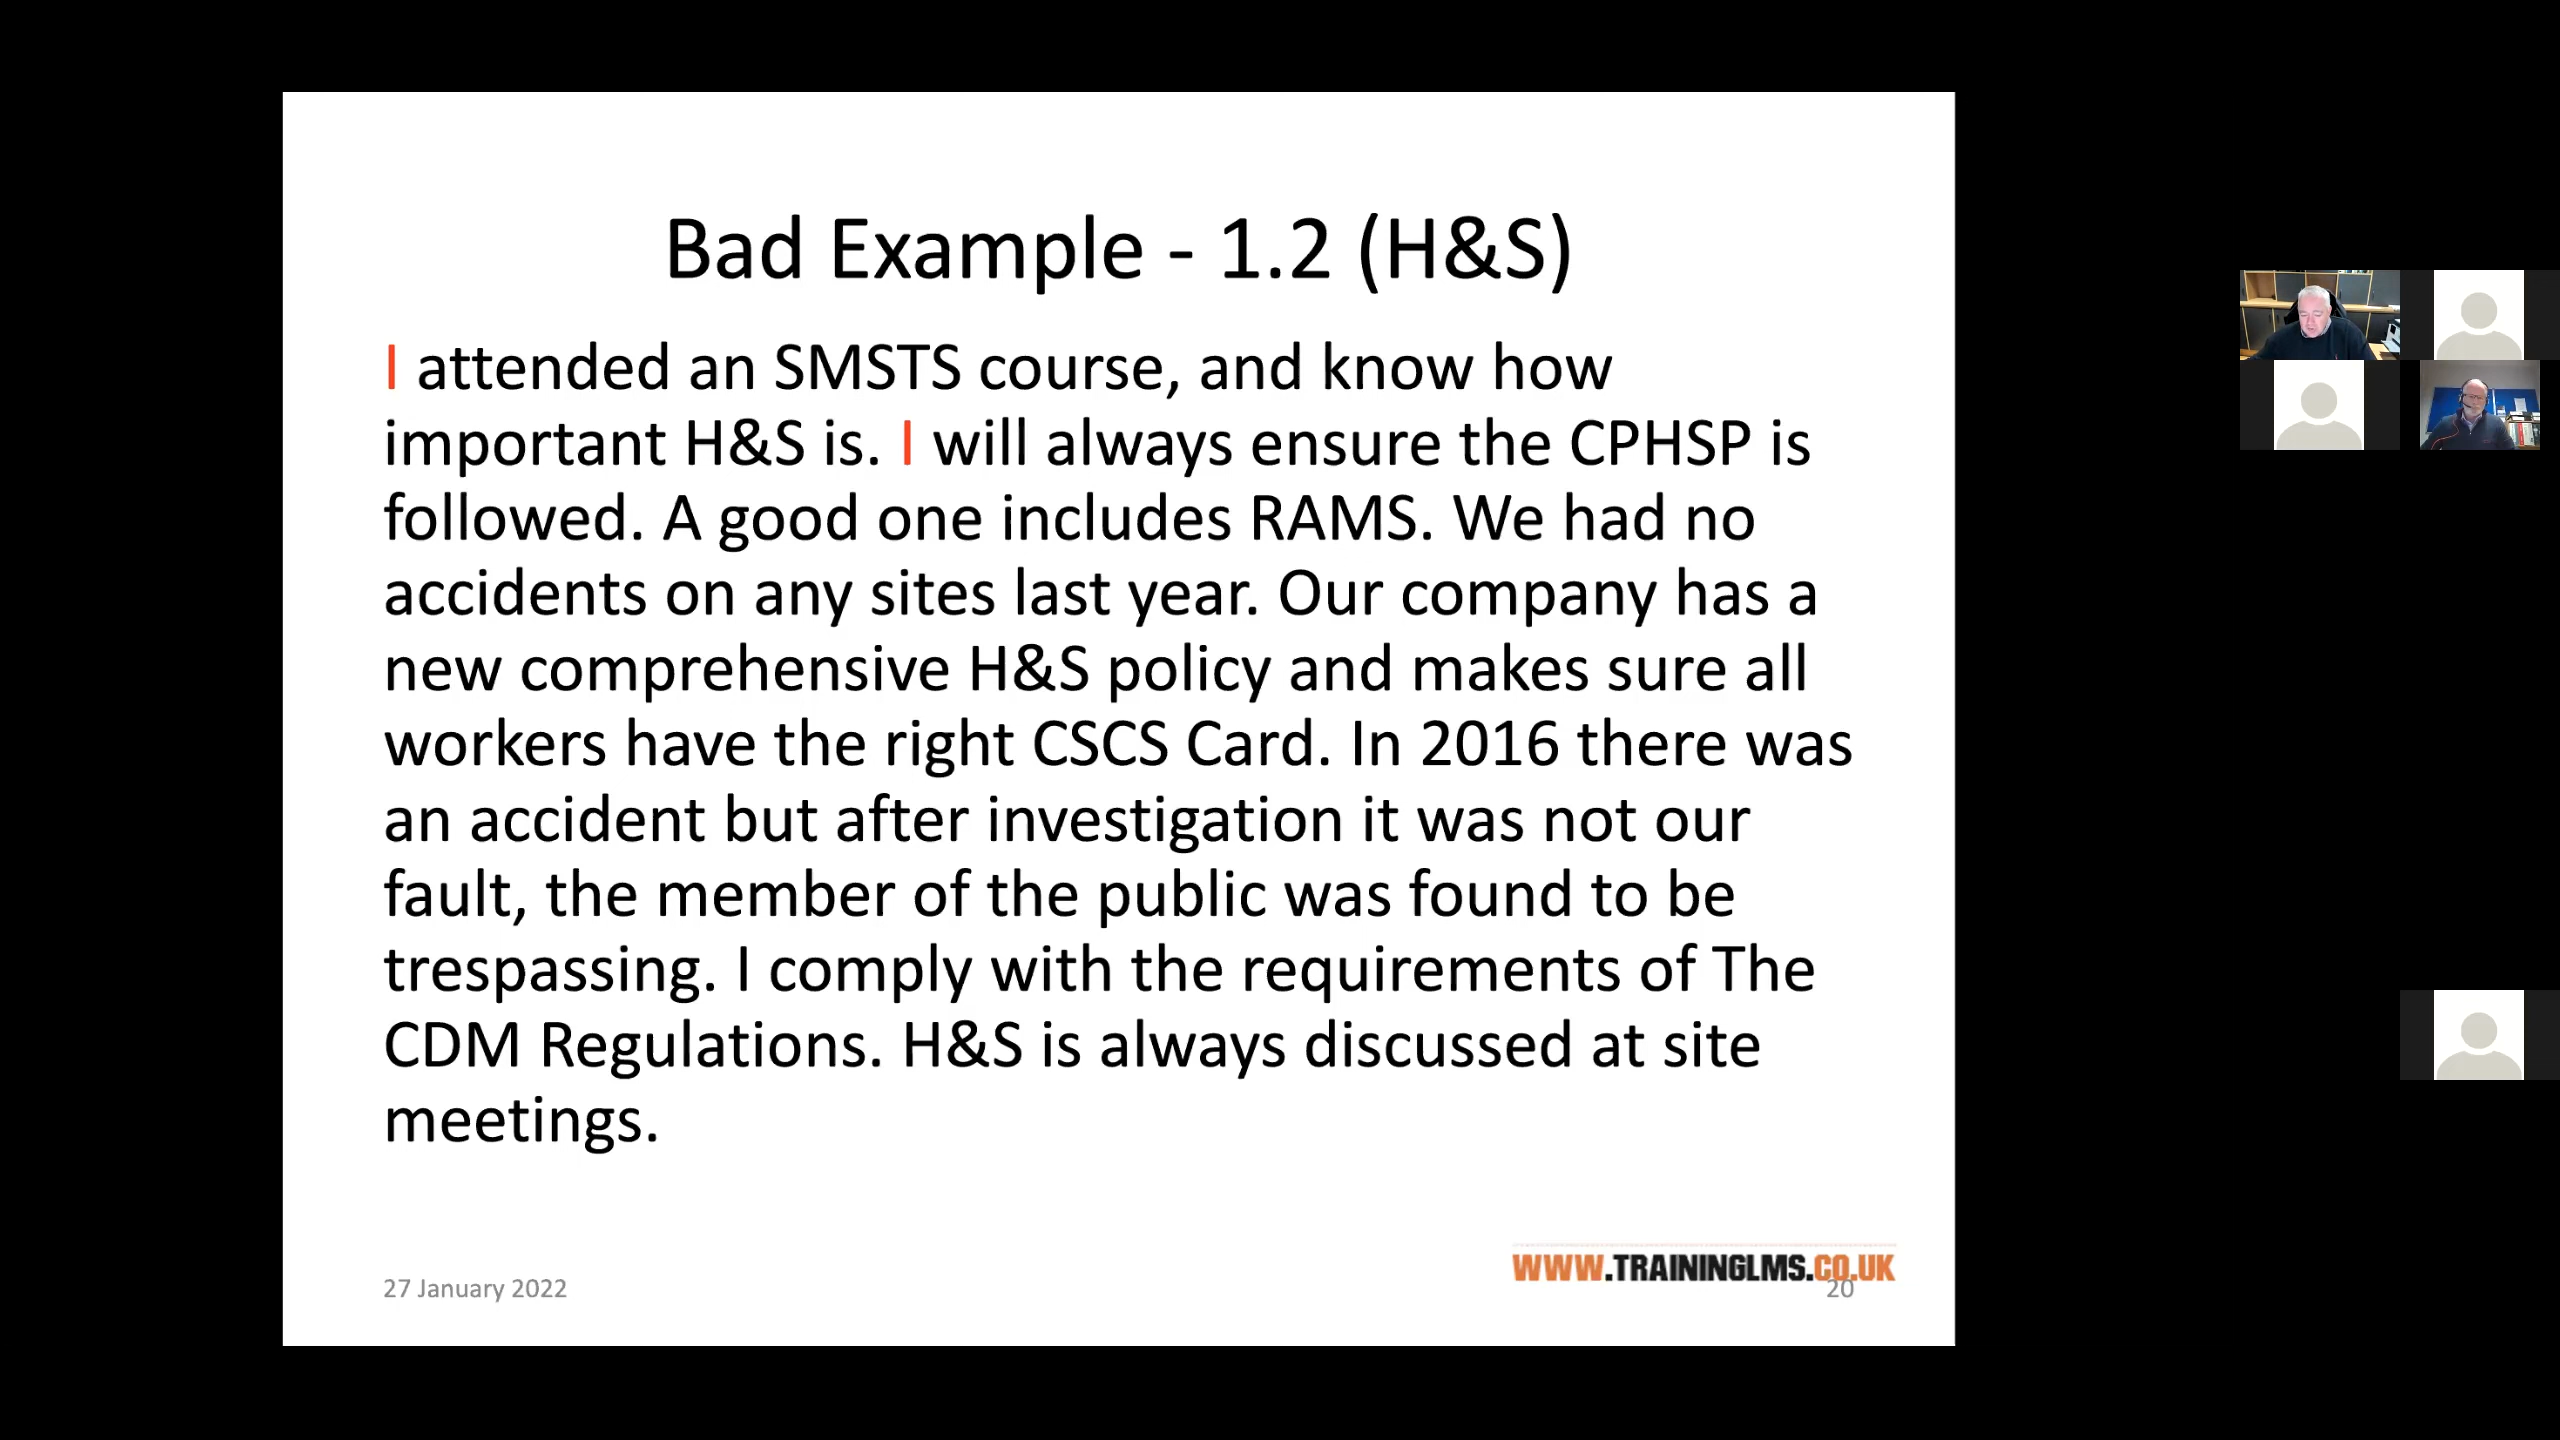 Bad Example - 1.2 (H&S)
I attended an SMSTS course, and know how
important H&S is. I will always ensure the CPHSP is
followed. A good one includes RAMS. We had no
accidents on any sites last year. Our company has a
new comprehensive H&S policy and makes sure all
workers have the right CSCS Card. In 2016 there was
an accident but after investigation it was not our
fault, the member of the public was found to be
trespassing. I comply with the requirements of The
CDM Regulations. H&S is always discussed at site
meetings.
27 January 2022
WWW.TRAININGLMS.CO.UK
20